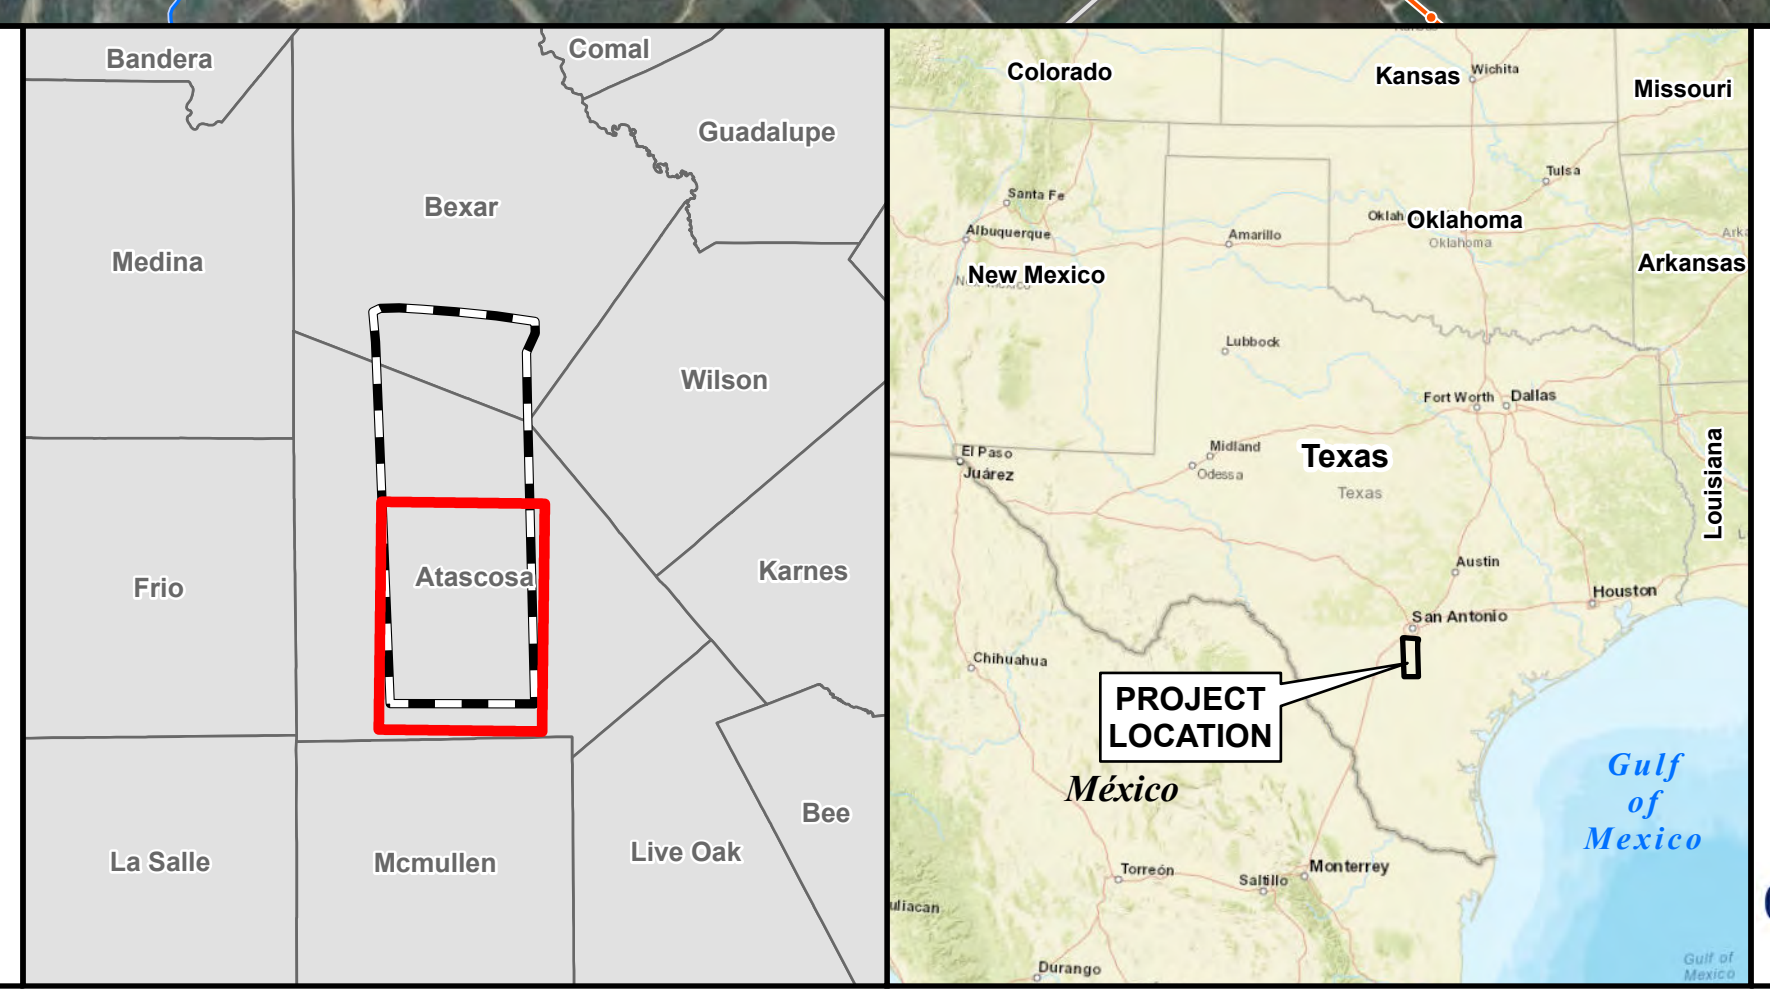 Bandera
Comal
Guadalupe
Bexar
Medina
Wilson
Frio
Atascosa
Karnes
La Salle
Mcmullen
Live Oak
Bee
Colorado
Kansas
Wichita
Missouri
Tulsa
Santa Fe
Albuquerque
Amarillo
Oklah
Oklahoma
Oklahoma
Ark
Arkansas
New Mexico
Lubbock
Fort Worth
Dallas
El Paso
Juárez
Midland
Odessa
Texas
Texas
Louisiana
L
Austin
Houston
San Antonio
Chihuahua
PROJECT
LOCATION
México
Gulf
of
Mexico
Torreón
Saltillo
Monterrey
uliacan
Durango
Gulf of
Mexico